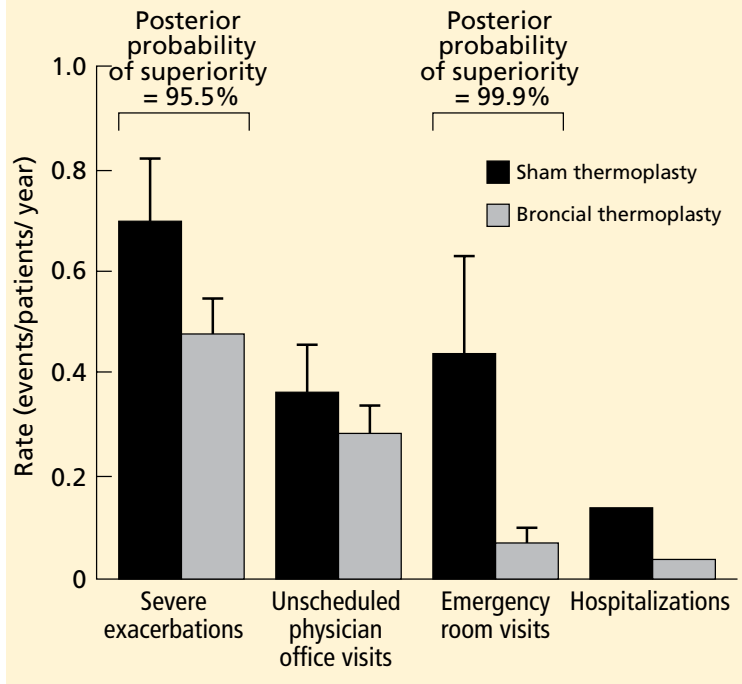 Posterior
probability
of superiority
= 95.5%
Posterior
probability
of superiority
= 99.9%
1.0
0.8
0.6
0.4
0.2
0
Rate (events/patients/ year)
Sham thermoplasty
Broncial thermoplasty
Severe
exacerbations
Unscheduled
physician
office visits
Emergency
room visits
Hospitalizations